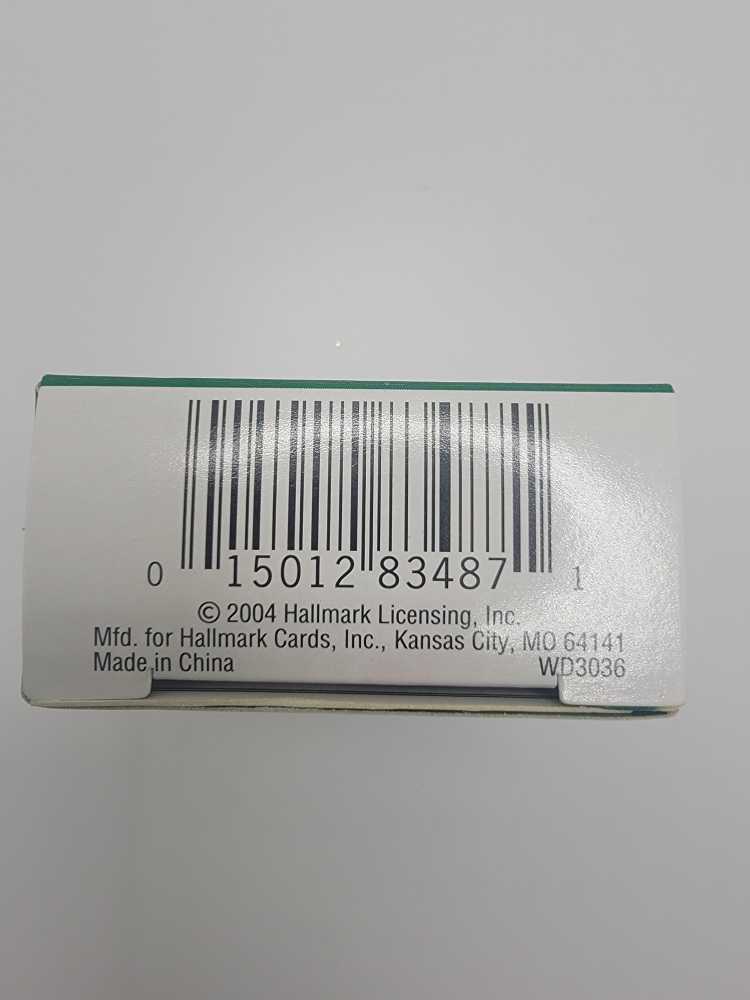 0 15012 83487 1
© 2004 Hallmark Licensing, Inc.
Mfd. for Hallmark Cards, Inc., Kansas City, MO 64141
Made in China WD3036